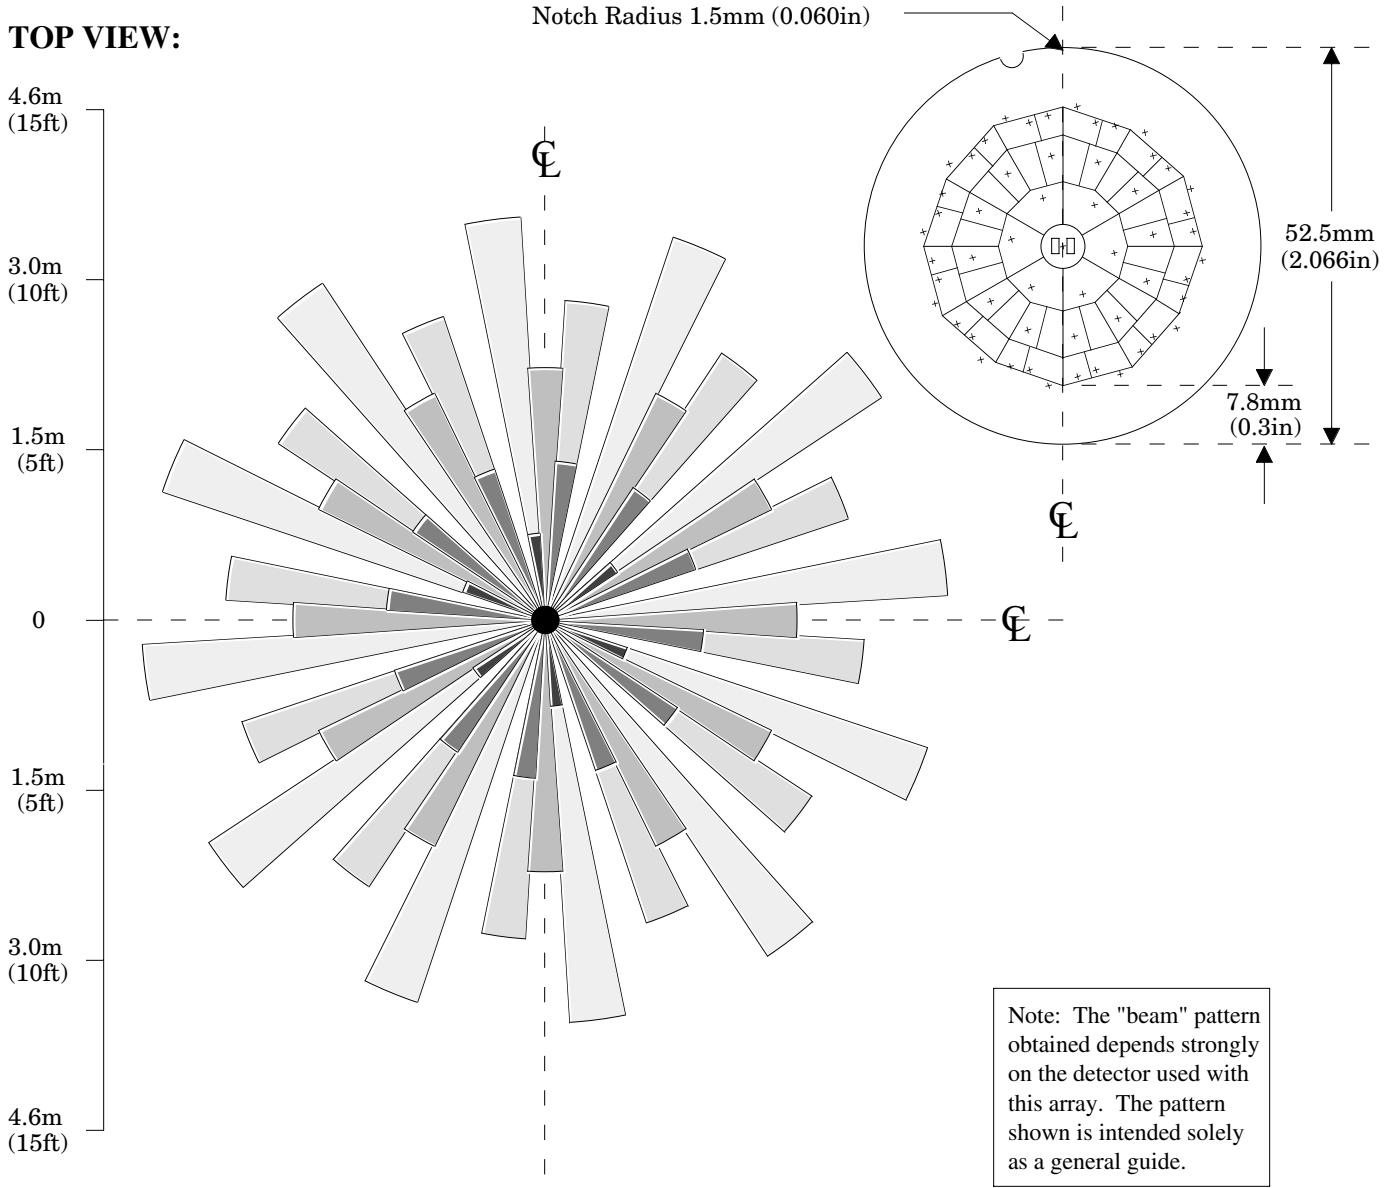 Notch Radius 1.5mm (0.060in)
TOP VIEW:
4.6m
(15ft)
℄
3.0m
(10ft)
52.5mm
(2.066in)
7.8mm
(0.3in)
1.5m
(5ft)
℄
0
℄
1.5m
(5ft)
3.0m
(10ft)
Note: The "beam" pattern
obtained depends strongly
on the detector used with
this array. The pattern
shown is intended solely
as a general guide.
4.6m
(15ft)